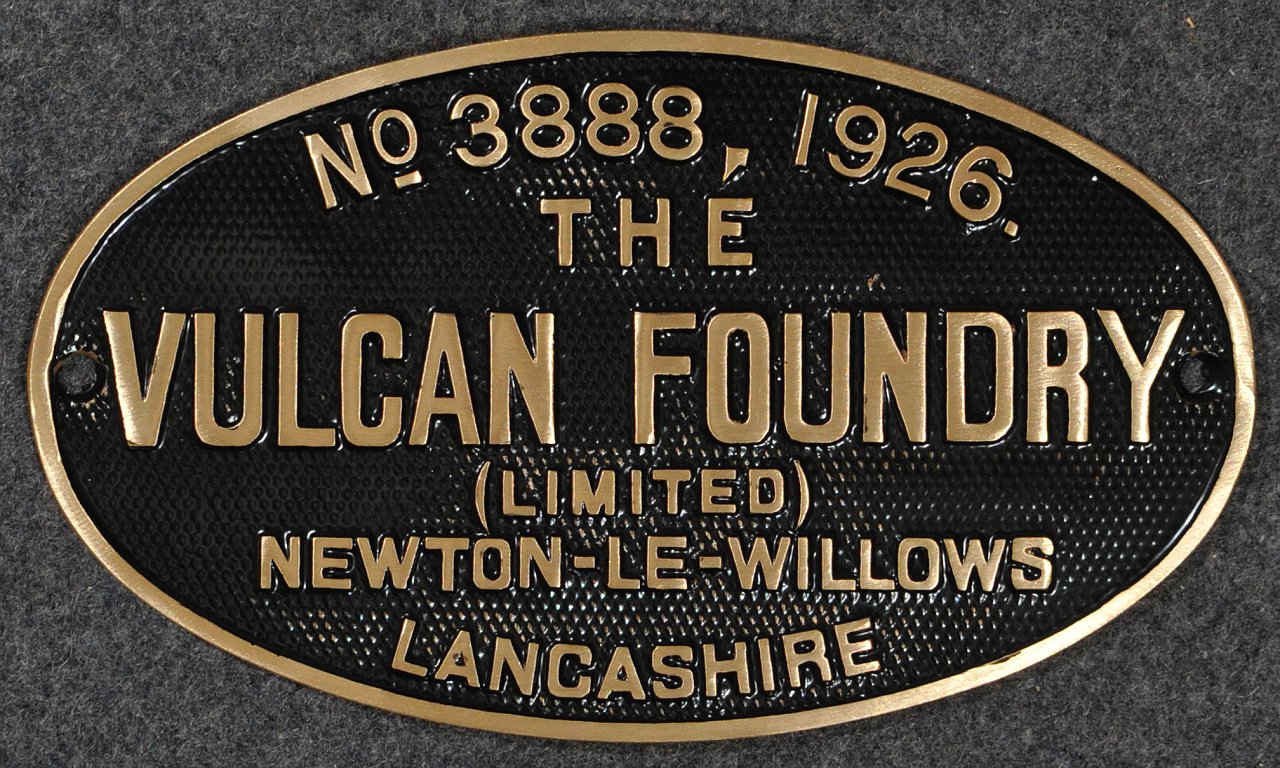 Nº 3888, 1926.
THE
VULCAN FOUNDRY
(LIMITED)
NEWTON-LE-WILLOWS
LANCASHIRE